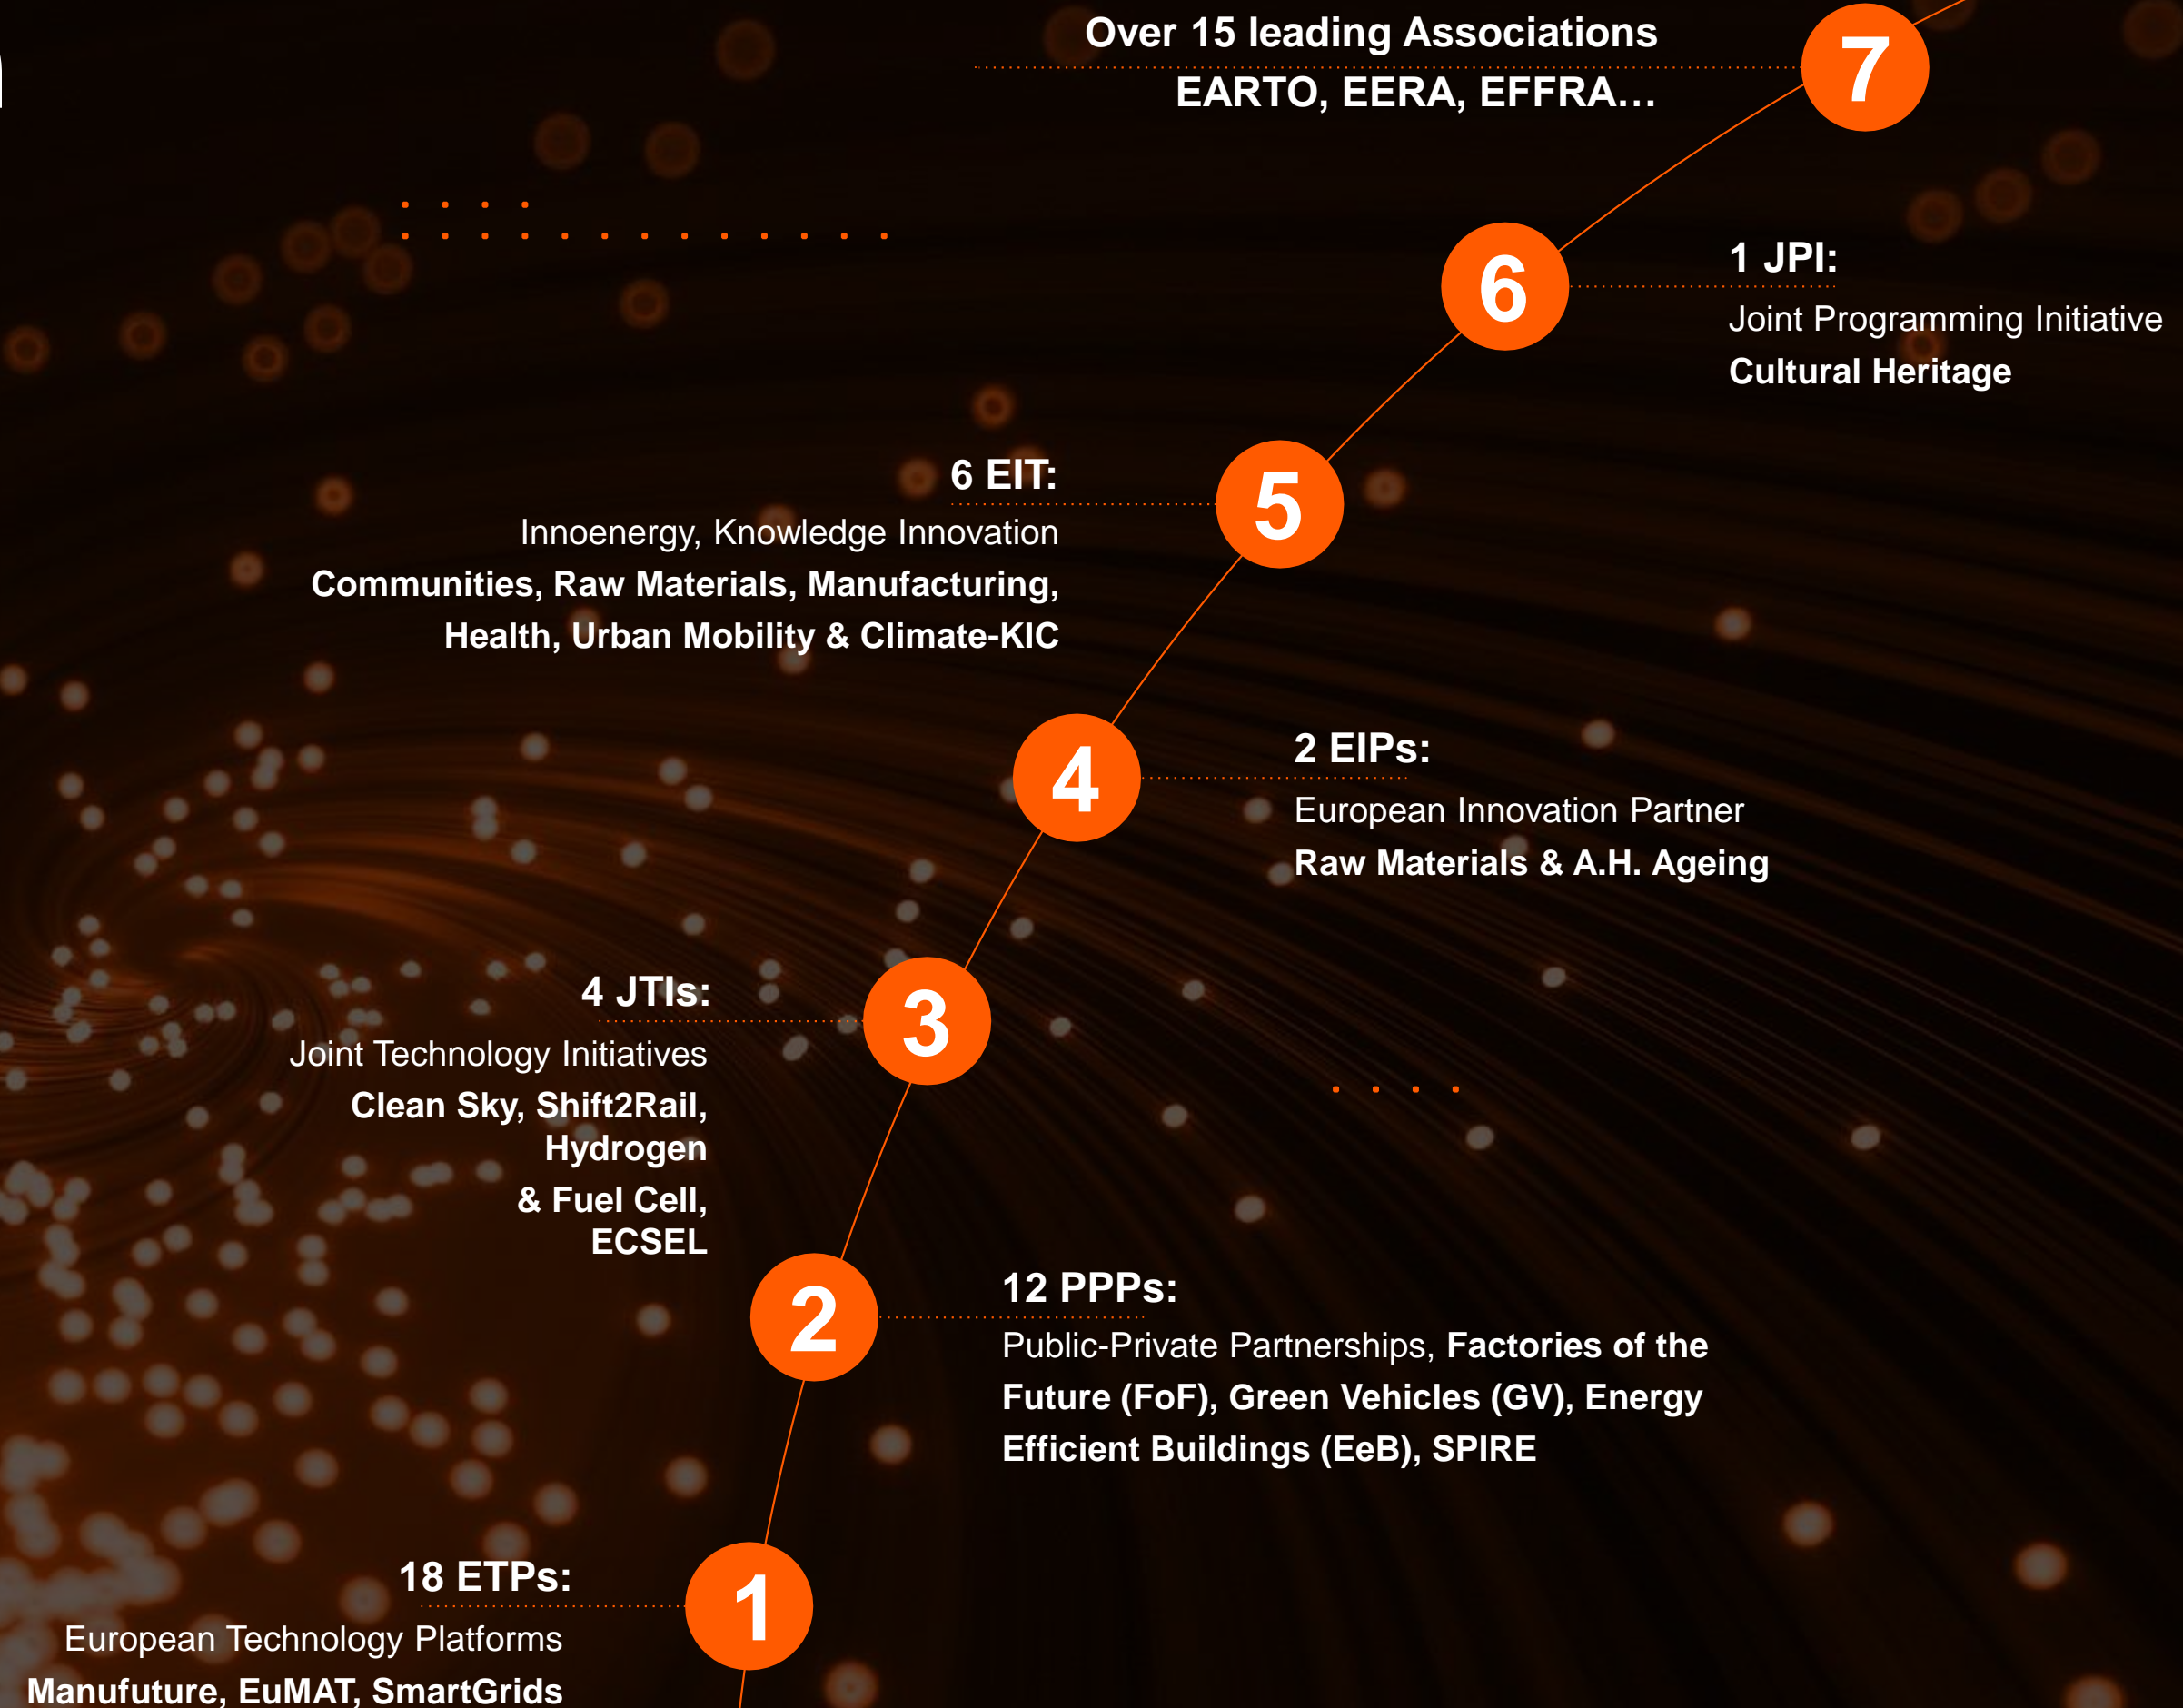 Over 15 leading Associations
EARTO, EERA, EFFRA…
7
6
1 JPI:
Joint Programming Initiative
Cultural Heritage
6 EIT:
Innoenergy, Knowledge Innovation
Communities, Raw Materials, Manufacturing,
Health, Urban Mobility & Climate-KIC
5
4
2 EIPs:
European Innovation Partner
Raw Materials & A.H. Ageing
4 JTIs:
Joint Technology Initiatives
Clean Sky, Shift2Rail,
Hydrogen
& Fuel Cell,
ECSEL
3
2
12 PPPs:
Public-Private Partnerships, Factories of the
Future (FoF), Green Vehicles (GV), Energy
Efficient Buildings (EeB), SPIRE
18 ETPs:
European Technology Platforms
Manufuture, EuMAT, SmartGrids
1